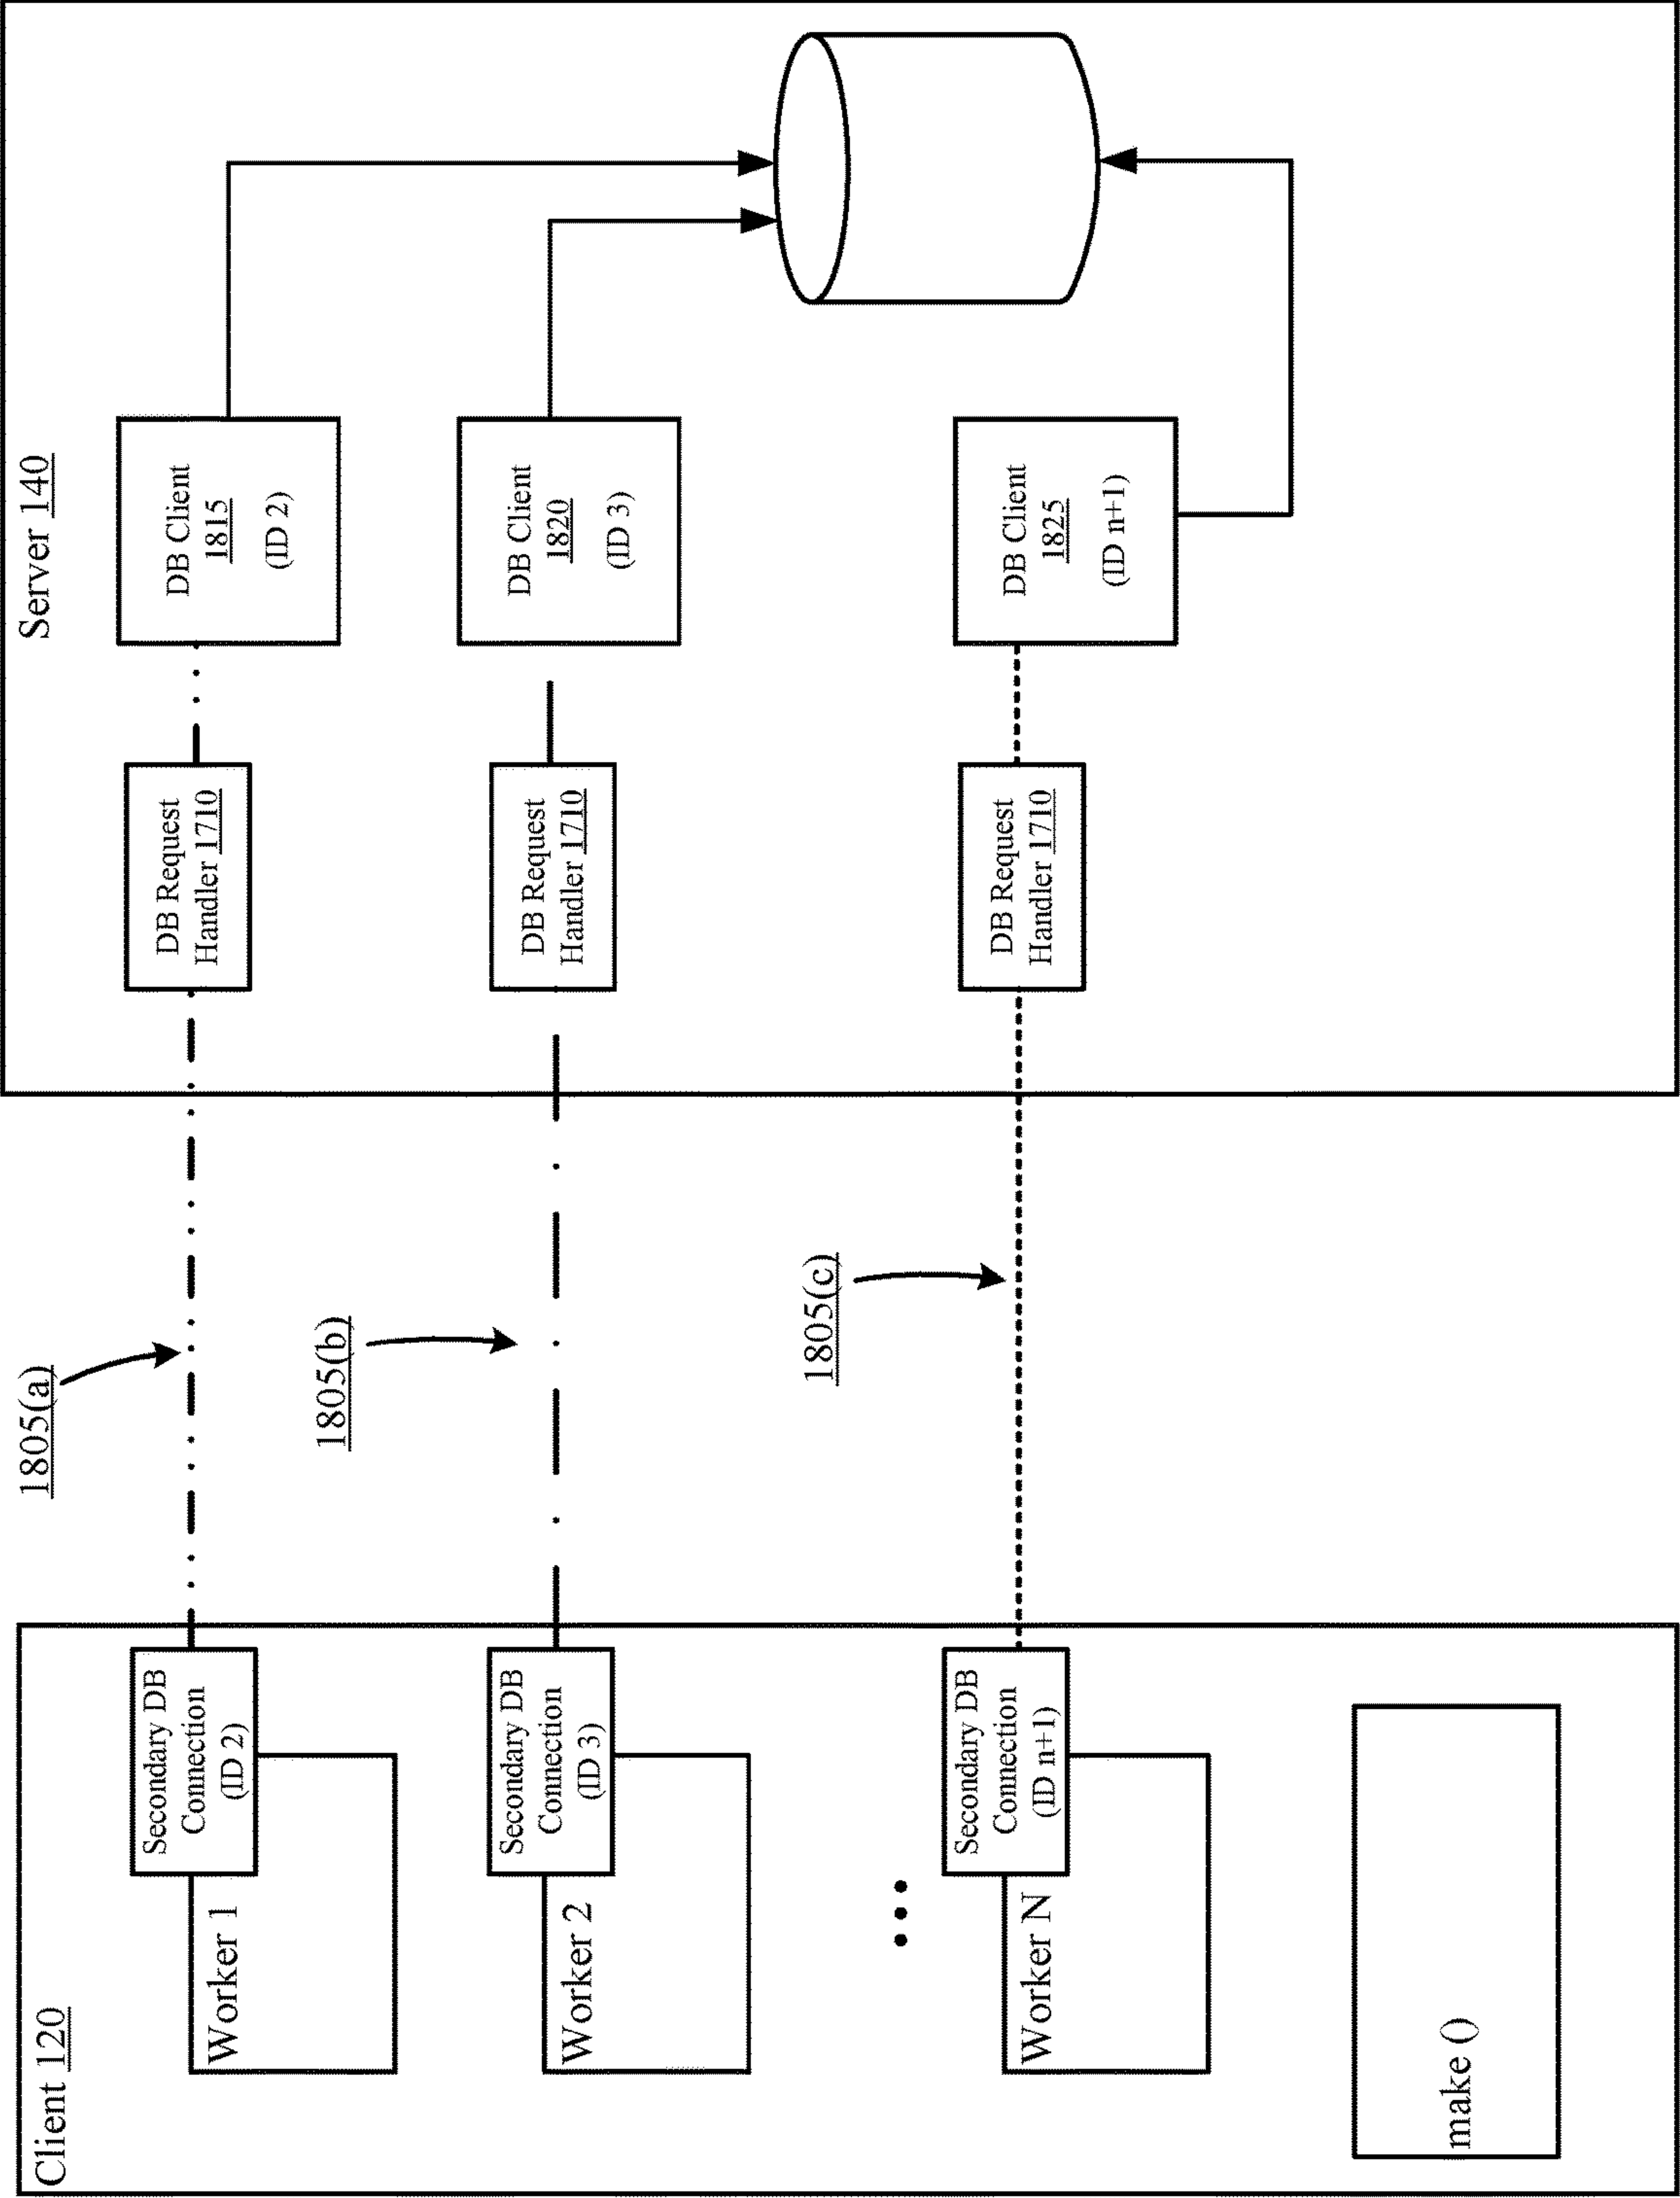 Client 120
Worker 1
Secondary DB
Connection
(ID 2)
Worker 2
Secondary DB
Connection
(ID 3)
Worker N
Secondary DB
Connection
(ID n+1)
make ()
1805(a)
1805(b)
1805(c)
Server 140
DB Request
Handler 1710
DB Client
1815
(ID 2)
DB Request
Handler 1710
DB Client
1820
(ID 3)
DB Request
Handler 1710
DB Client
1825
(ID n+1)